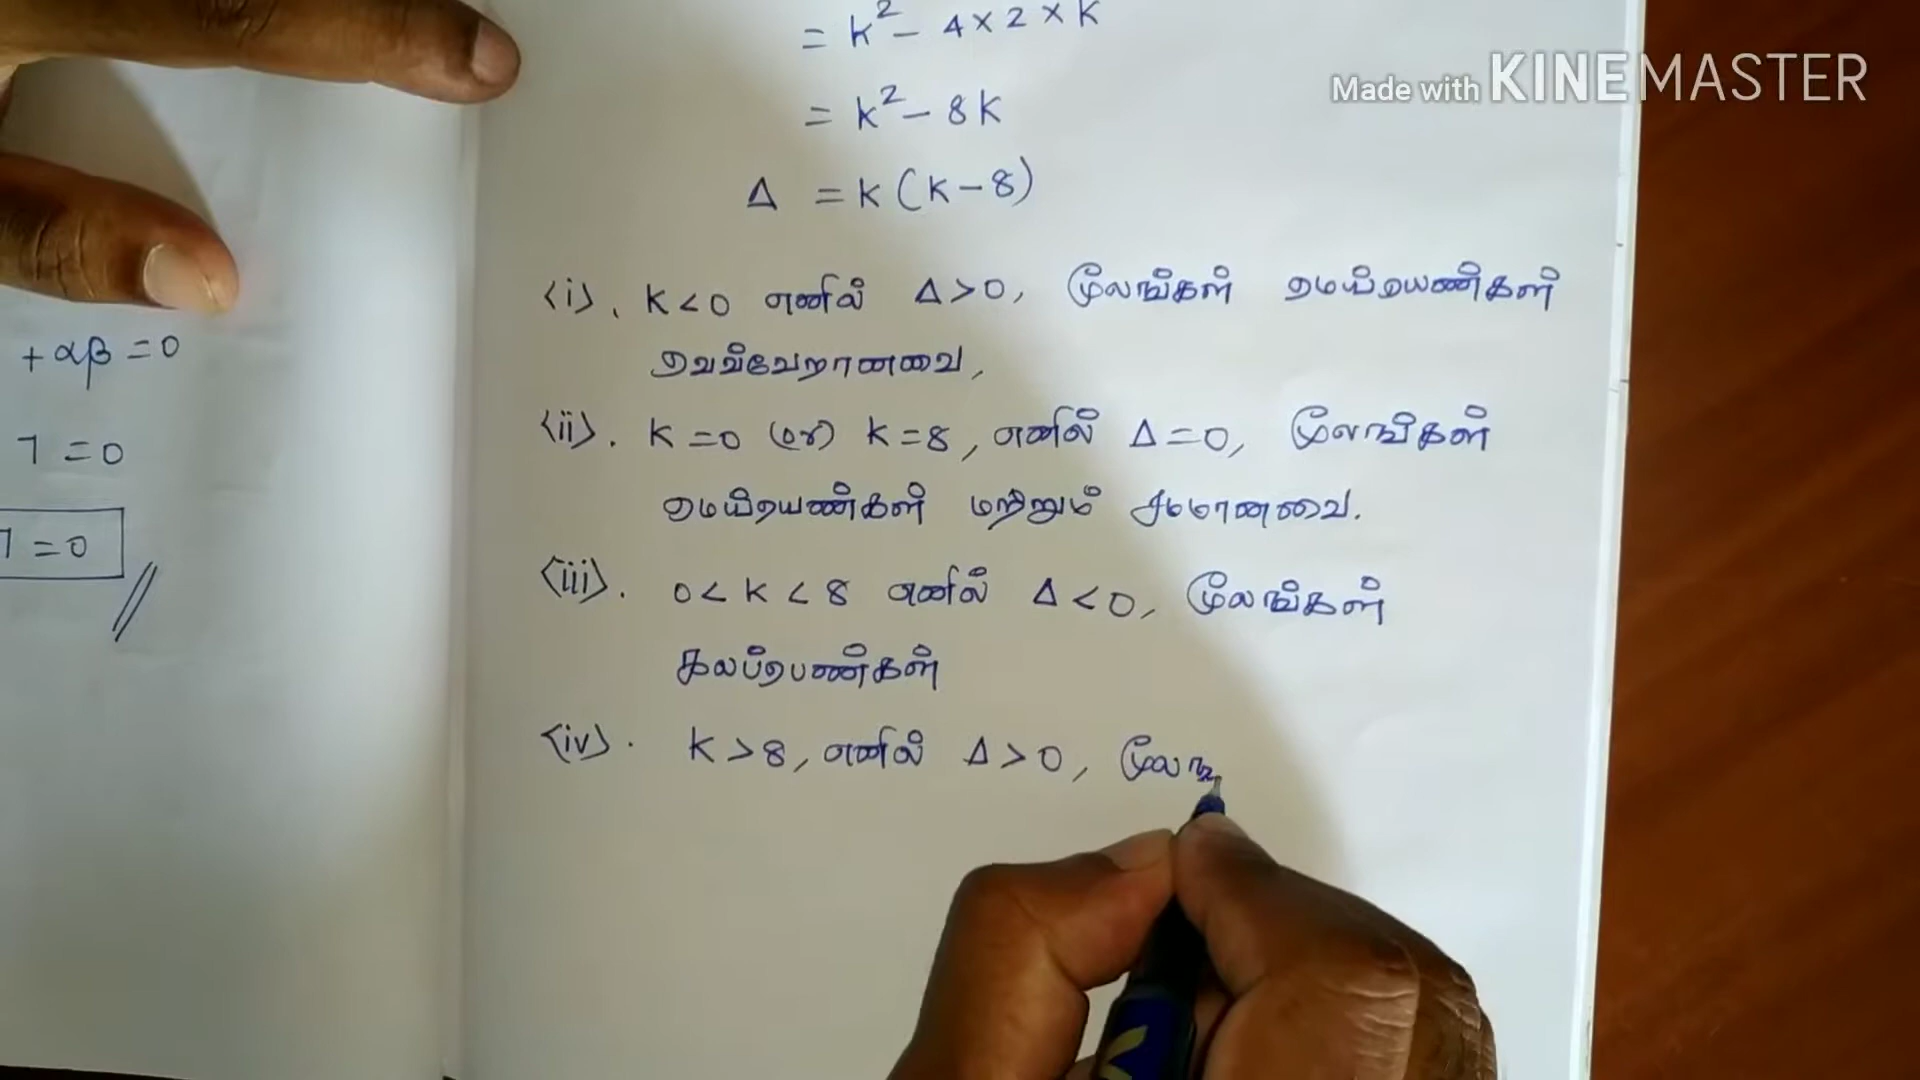 = k² - 4 × 2 × k
Made with KINEMASTER
= k² - 8k
Δ = k (k - 8)
(i). k < 0 எனில் Δ > 0, மூலங்கள் மெய்யெண்கள்
வெவ்வேறானவை,
(ii). k = 0 (or) k = 8, எனில் Δ = 0, மூலங்கள்
மெய்யெண்கள் மற்றும் சமமானவை.
(iii). 0 < k < 8 எனில் Δ < 0, மூலங்கள்
கலப்பெண்கள்
(iv). k > 8, எனில் Δ > 0, மூலங
+ αβ = 0
7 = 0
7 = 0